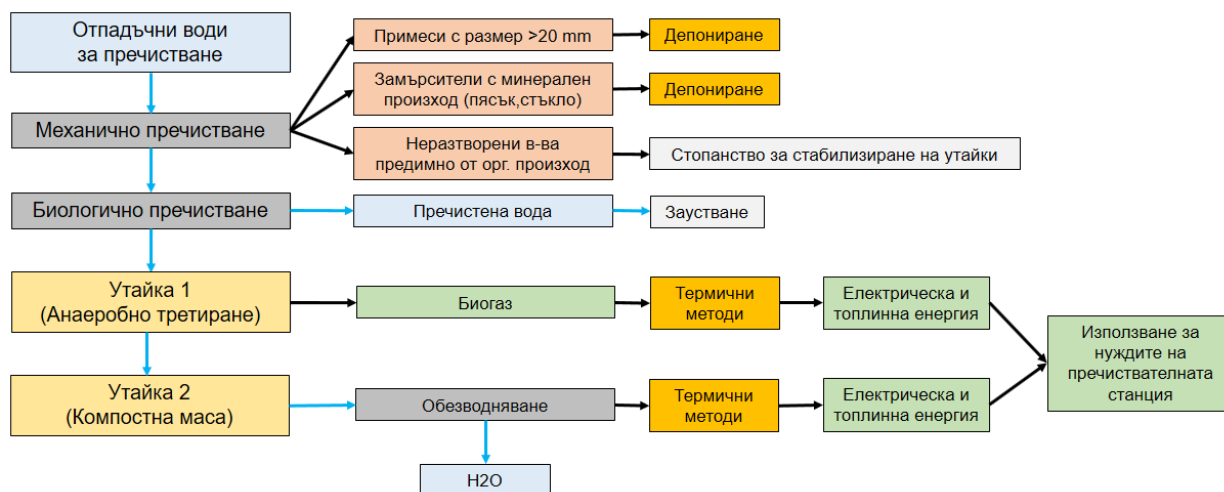 Отпадъчни води
за пречистване
Примеси с размер >20 mm
Депониране
Замърсители с минерален
произход (пясък,стъкло)
Депониране
Механично пречистване
Неразтворени в-ва
предимно от орг. произход
Стопанство за стабилизиране на утайки
Биологично пречистване
Пречистена вода
Заустване
Утайка 1
(Анаеробно третиране)
Биогаз
Термични
методи
Електрическа и
топлинна енергия
Използване за
нуждите на
пречиствателната
станция
Утайка 2
(Компостна маса)
Обезводняване
Термични
методи
Електрическа и
топлинна енергия
H2O